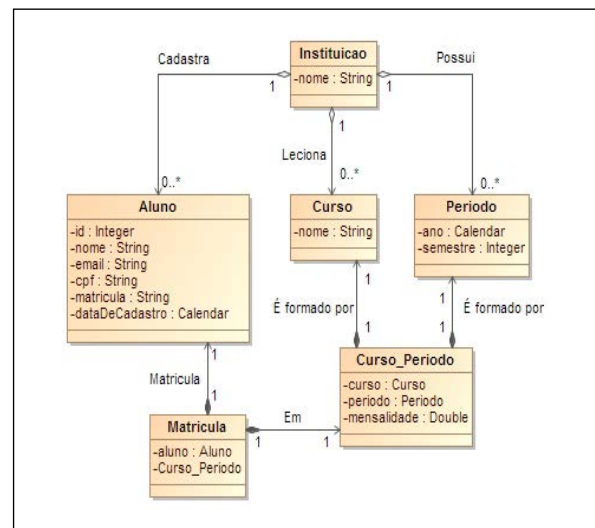 Instituicao
-nome : String
Cadastra
Possui
1
1
1
Leciona
0..*
0..*
0..*
Aluno
-id : Integer
-nome : String
-email : String
-cpf : String
-matricula : String
-dataDeCadastro : Calendar
Curso
-nome : String
Periodo
-ano : Calendar
-semestre : Integer
1
1
É formado por
É formado por
1
1
Curso_Periodo
-curso : Curso
-periodo : Periodo
-mensalidade : Double
1
Matricula
1
Matricula
-aluno : Aluno
-Curso_Periodo
Em
1
1